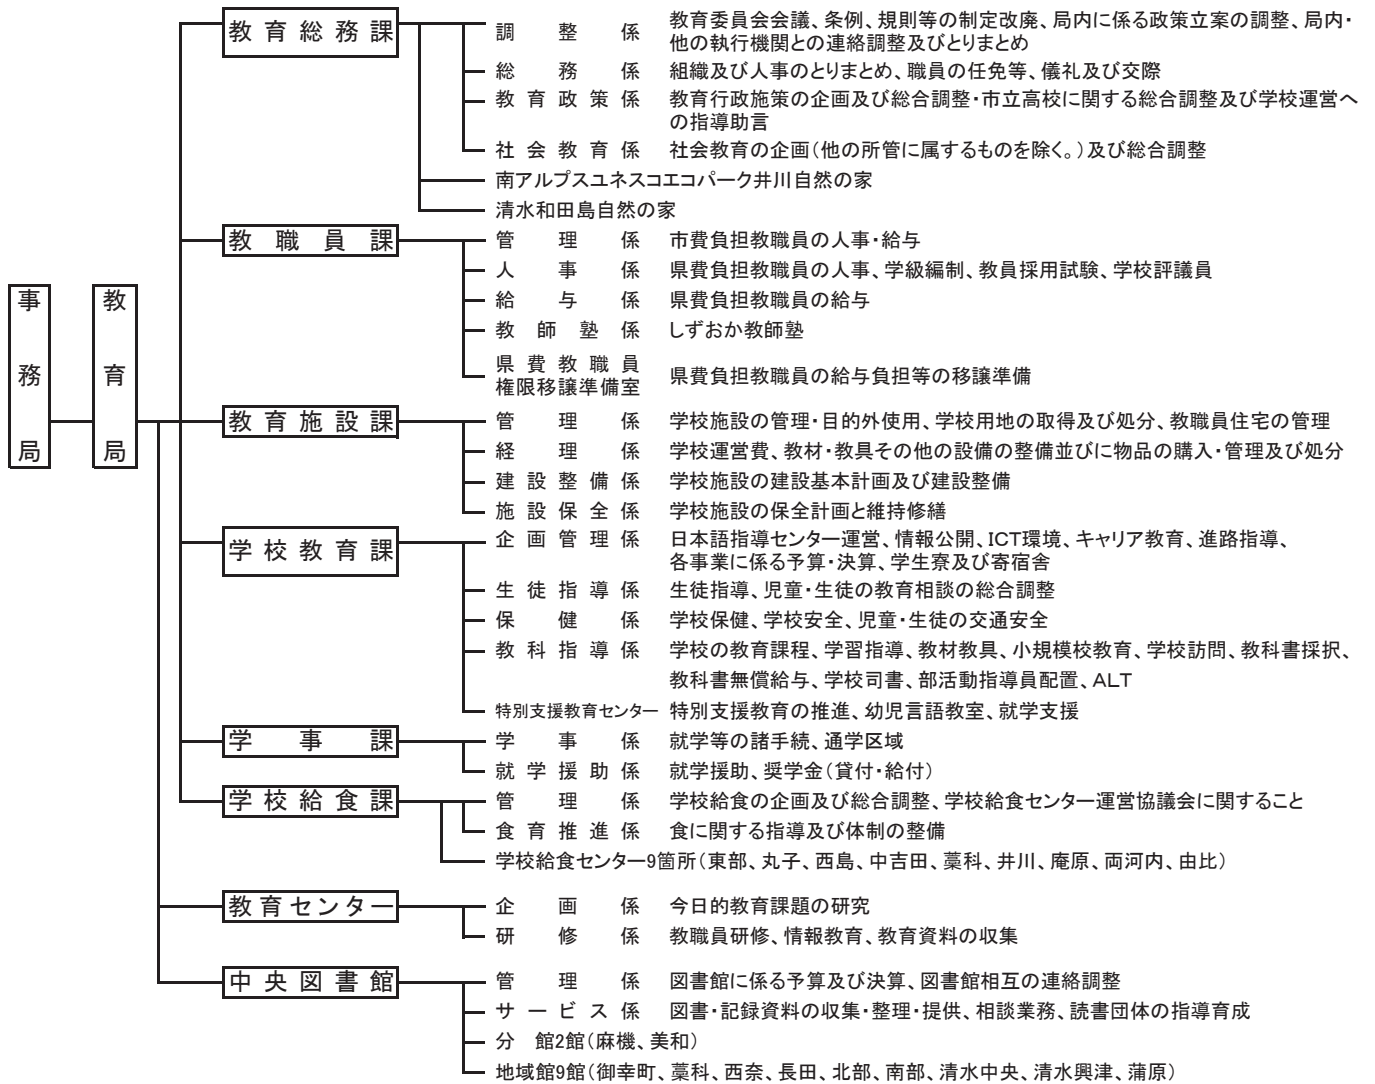 事務局
教育局
教育総務課
調整係 教育委員会会議、条例、規則等の制定改廃、局内に係る政策立案の調整、局内・
他の執行機関との連絡調整及びとりまとめ
総務係 組織及び人事のとりまとめ、職員の任免等、儀礼及び交際
教育政策係 教育行政施策の企画及び総合調整・市立高校に関する総合調整及び学校運営へ
の指導助言
社会教育係 社会教育の企画（他の所管に属するものを除く。）及び総合調整
南アルプスユネスコエコパーク井川自然の家
清水和田島自然の家
教職員課
管理係 市費負担教職員の人事・給与
人事係 県費負担教職員の人事、学級編制、教員採用試験、学校評議員
給与係 県費負担教職員の給与
教師塾係 しずおか教師塾
県費教職員
権限移譲準備室 県費負担教職員の給与負担等の移譲準備
教育施設課
管理係 学校施設の管理・目的外使用、学校用地の取得及び処分、教職員住宅の管理
経理係 学校運営費、教材・教具その他の設備の整備並びに物品の購入・管理及び処分
建設整備係 学校施設の建設基本計画及び建設整備
施設保全係 学校施設の保全計画と維持修繕
学校教育課
企画管理係 日本語指導センター運営、情報公開、ICT環境、キャリア教育、進路指導、
各事業に係る予算・決算、学生寮及び寄宿舎
生徒指導係 生徒指導、児童・生徒の教育相談の総合調整
保健係 学校保健、学校安全、児童・生徒の交通安全
教科指導係 学校の教育課程、学習指導、教材教具、小規模校教育、学校訪問、教科書採択、
教科書無償給与、学校司書、部活動指導員配置、ALT
特別支援教育センター 特別支援教育の推進、幼児言語教室、就学支援
学事課
学事係 就学等の諸手続、通学区域
就学援助係 就学援助、奨学金（貸付・給付）
学校給食課
管理係 学校給食の企画及び総合調整、学校給食センター運営協議会に関すること
食育推進係 食に関する指導及び体制の整備
学校給食センター9箇所（東部、丸子、西島、中吉田、藁科、井川、庵原、両河内、由比）
教育センター
企画係 今日的教育課題の研究
研修係 教職員研修、情報教育、教育資料の収集
中央図書館
管理係 図書館に係る予算及び決算、図書館相互の連絡調整
サービス係 図書・記録資料の収集・整理・提供、相談業務、読書団体の指導育成
分館2館（麻機、美和）
地域館9館（御幸町、藁科、西奈、長田、北部、南部、清水中央、清水興津、蒲原）